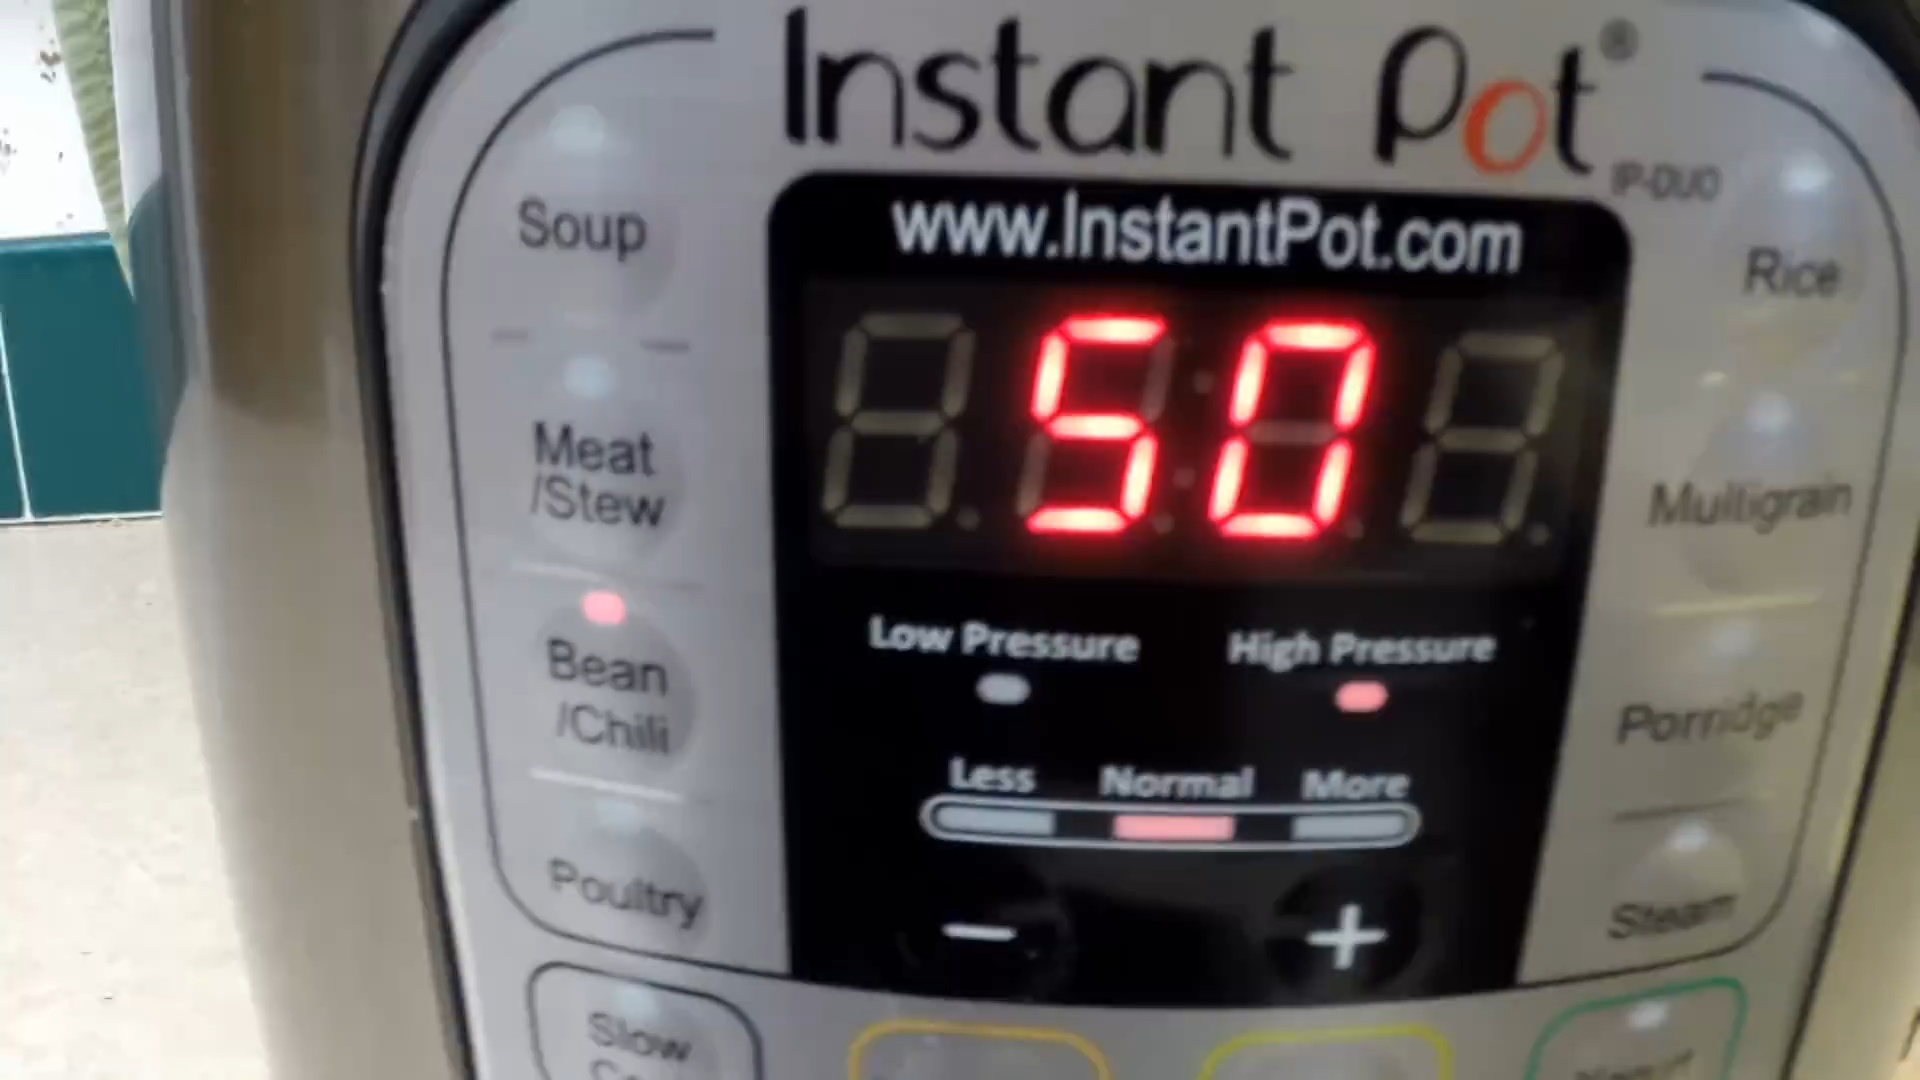 Instant Pot®
IP-DUO
www.InstantPot.com
50
Soup
Meat
/Stew
Bean
/Chili
Poultry
Slow
Rice
Multigrain
Porridge
Steam
Low Pressure
High Pressure
Less
Normal
More
−
+